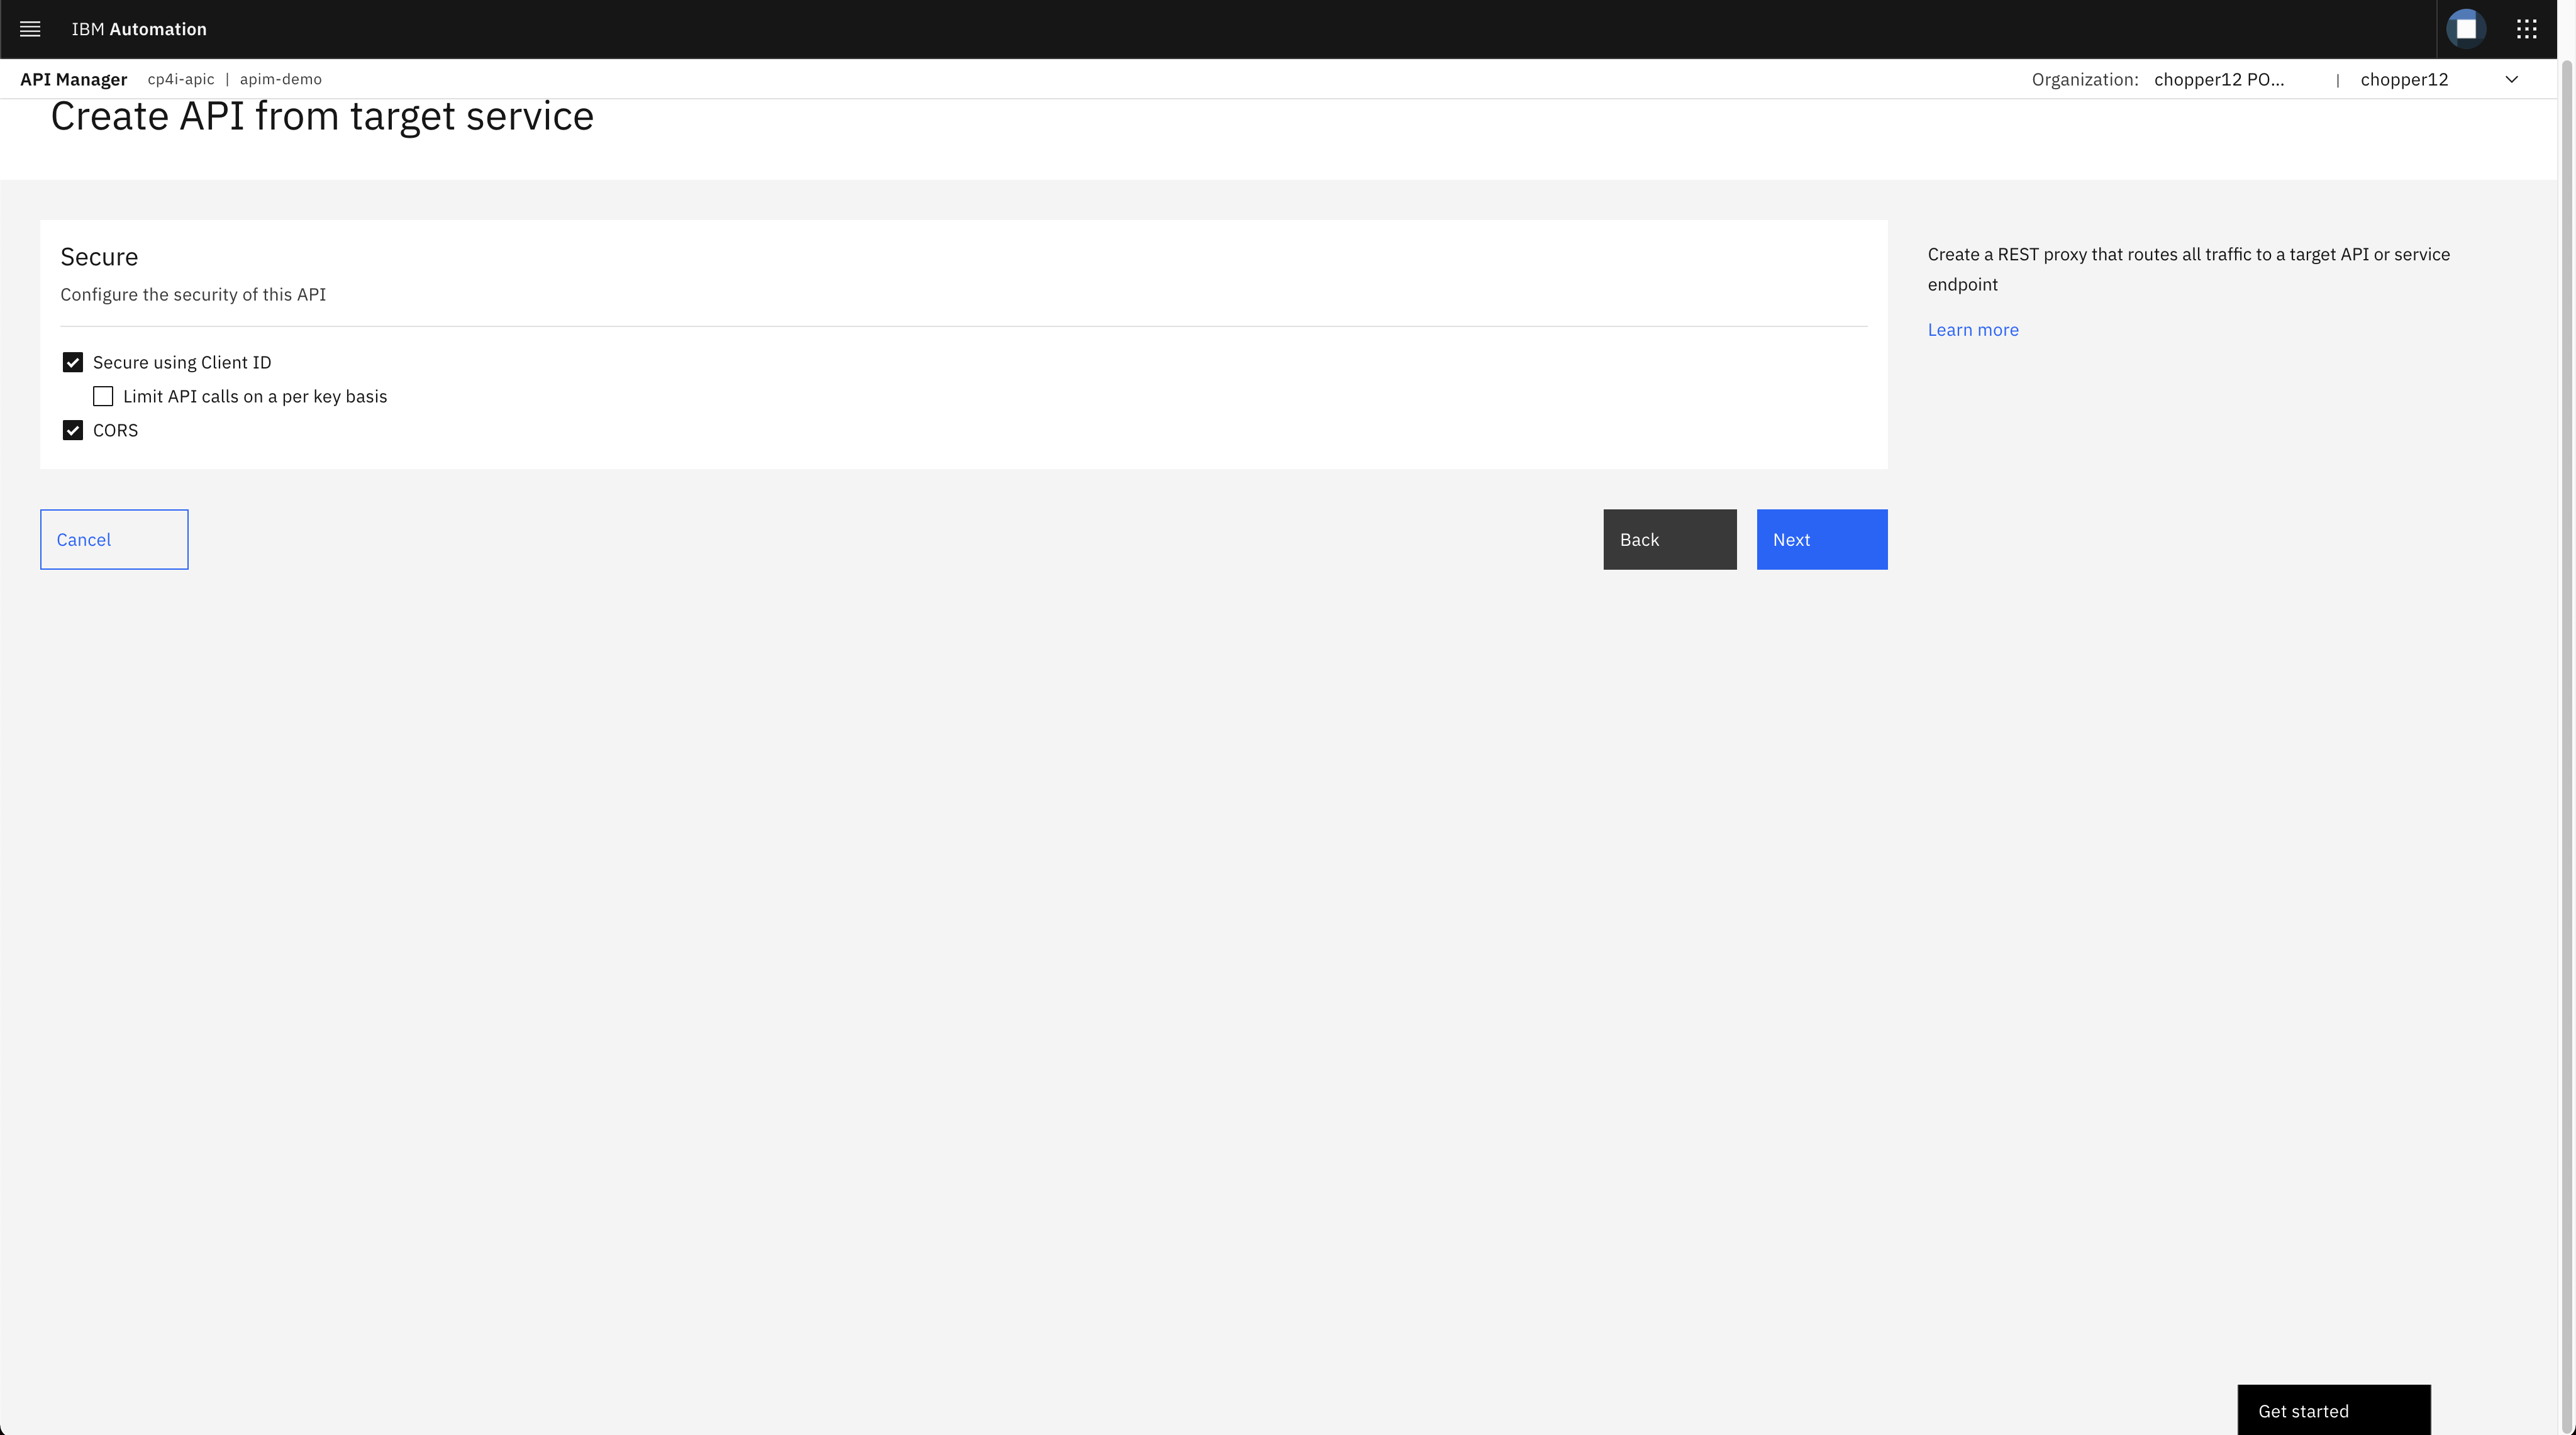 IBM Automation
API Manager cp4i-apic | apim-demo Organization: chopper12 PO... | chopper12
Create API from target service
Secure
Configure the security of this API
Secure using Client ID
Limit API calls on a per key basis
CORS
Cancel Back Next
Create a REST proxy that routes all traffic to a target API or service
endpoint
Learn more
Get started